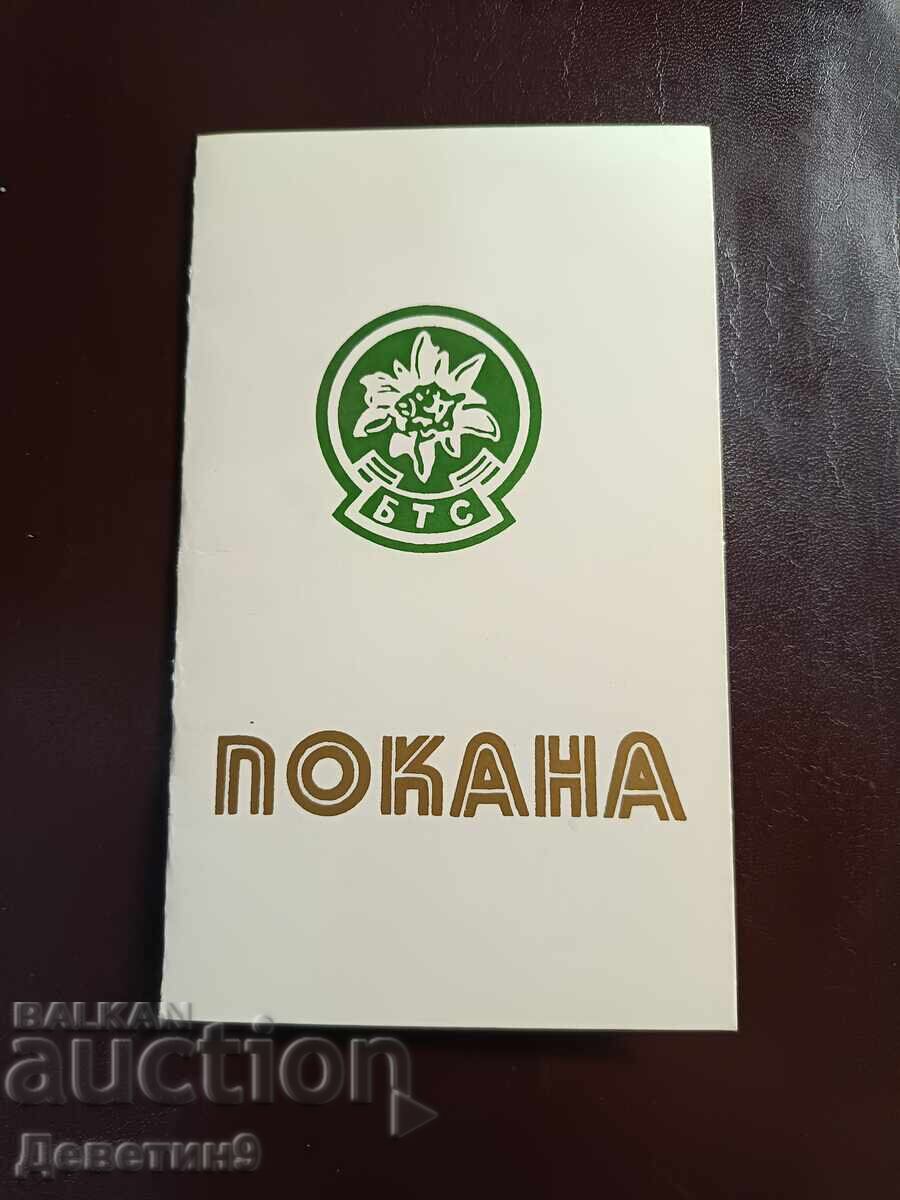 БТС
ПОКАНА
BALKAN
auction
Деветин9